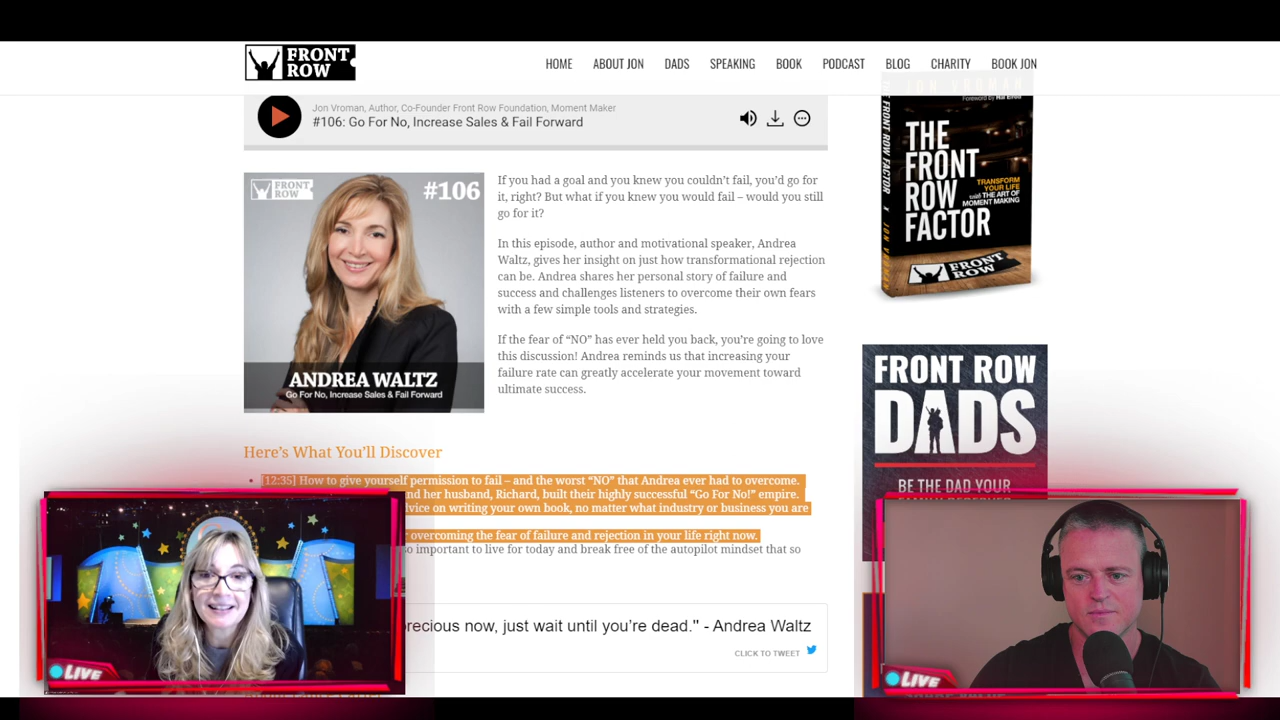 FRONT
ROW
HOME ABOUT JON DADS SPEAKING BOOK PODCAST BLOG CHARITY BOOK JON
Jon Vroman, Author, Co-Founder Front Row Foundation, Moment Maker
#106: Go For No, Increase Sales & Fail Forward
FRONT
ROW
#106
ANDREA WALTZ
Go For No, Increase Sales & Fail Forward
If you had a goal and you knew you couldn’t fail, you’d go for
it, right? But what if you knew you would fail – would you still
go for it?
In this episode, author and motivational speaker, Andrea
Waltz, gives her insight on just how transformational rejection
can be. Andrea shares her personal story of failure and
success and challenges listeners to overcome their own fears
with a few simple tools and strategies.
If the fear of “NO” has ever held you back, you’re going to love
this discussion! Andrea reminds us that increasing your
failure rate can greatly accelerate your movement toward
ultimate success.
Here’s What You’ll Discover
[12:35] How to give yourself permission to fail – and the worst “NO” that Andrea ever had to overcome.
nd her husband, Richard, built their highly successful “Go For No!” empire.
vice on writing your own book, no matter what industry or business you are
overcoming the fear of failure and rejection in your life right now.
so important to live for today and break free of the autopilot mindset that so
recious now, just wait until you’re dead." - Andrea Waltz
CLICK TO TWEET
JON VROMAN
THE
FRONT
ROW
FACTOR
TRANSFORM
YOUR LIFE
with THE ART OF
MOMENT MAKING
THE FRONT ROW FACTOR
JON VROMAN
FRONT
ROW
FRONT ROW
DADS
BE THE DAD YOUR
LIVE
LIVE